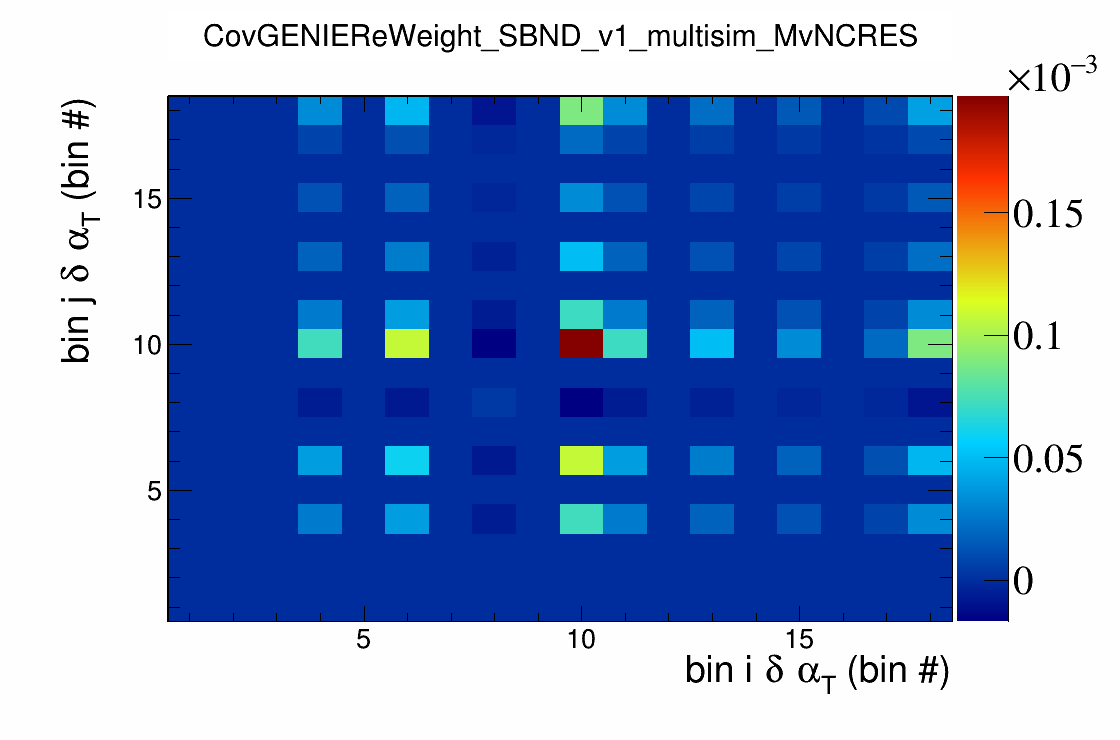 CovGENIEReWeight_SBND_v1_multisim_MvNCRES
×10⁻³
bin j δ α_T (bin #)
15
10
5
0.15
0.1
0.05
0
5 10 15
bin i δ α_T (bin #)